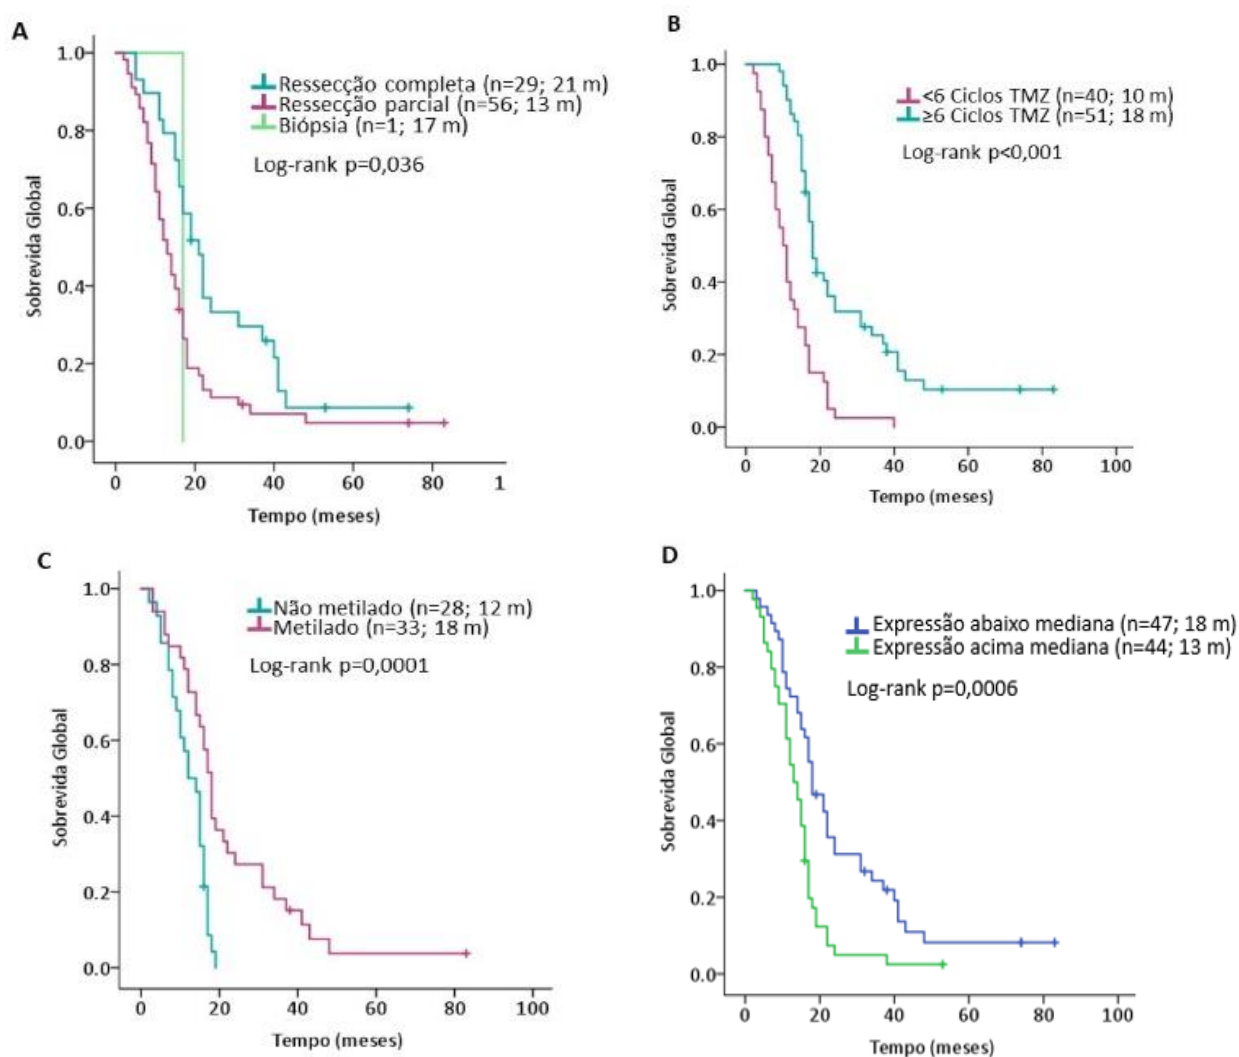 A
Sobrevida Global
1.0
0.8
0.6
0.4
0.2
0.0
Ressecção completa (n=29; 21 m)
Ressecção parcial (n=56; 13 m)
Biópsia (n=1; 17 m)
Log-rank p=0,036
0 20 40 60 80 1
Tempo (meses)
B
Sobrevida Global
1.0
0.8
0.6
0.4
0.2
0.0
<6 Ciclos TMZ (n=40; 10 m)
≥6 Ciclos TMZ (n=51; 18 m)
Log-rank p<0,001
0 20 40 60 80 100
Tempo (meses)
C
Sobrevida Global
1.0
0.8
0.6
0.4
0.2
0.0
Não metilado (n=28; 12 m)
Metilado (n=33; 18 m)
Log-rank p=0,0001
0 20 40 60 80 100
Tempo (meses)
D
Sobrevida Global
1.0
0.8
0.6
0.4
0.2
0.0
Expressão abaixo mediana (n=47; 18 m)
Expressão acima mediana (n=44; 13 m)
Log-rank p=0,0006
0 20 40 60 80 100
Tempo (meses)